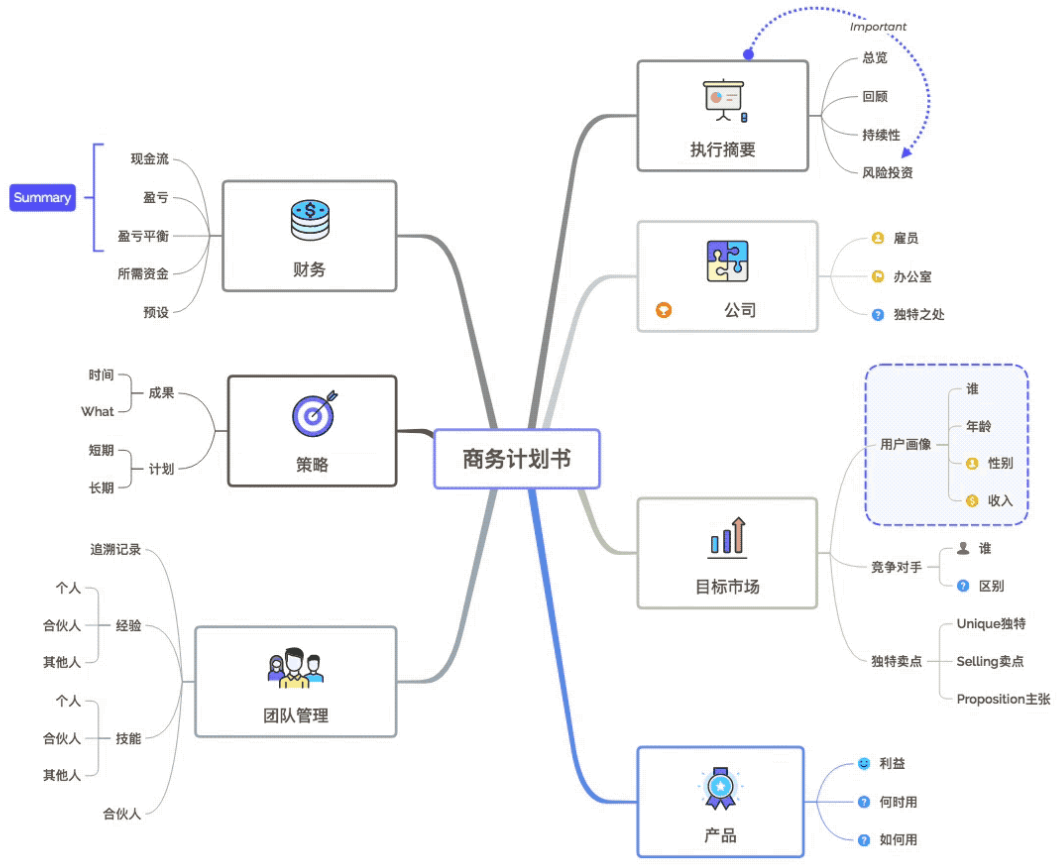 商务计划书
Important
执行摘要
总览
回顾
持续性
风险投资
公司
雇员
办公室
独特之处
目标市场
用户画像
谁
年龄
性别
收入
竞争对手
谁
区别
独特卖点
Unique独特
Selling卖点
Proposition主张
产品
利益
何时用
如何用
财务
Summary
现金流
盈亏
盈亏平衡
所需资金
预设
策略
成果
时间
What
计划
短期
长期
团队管理
追溯记录
经验
个人
合伙人
其他人
技能
个人
合伙人
其他人
合伙人